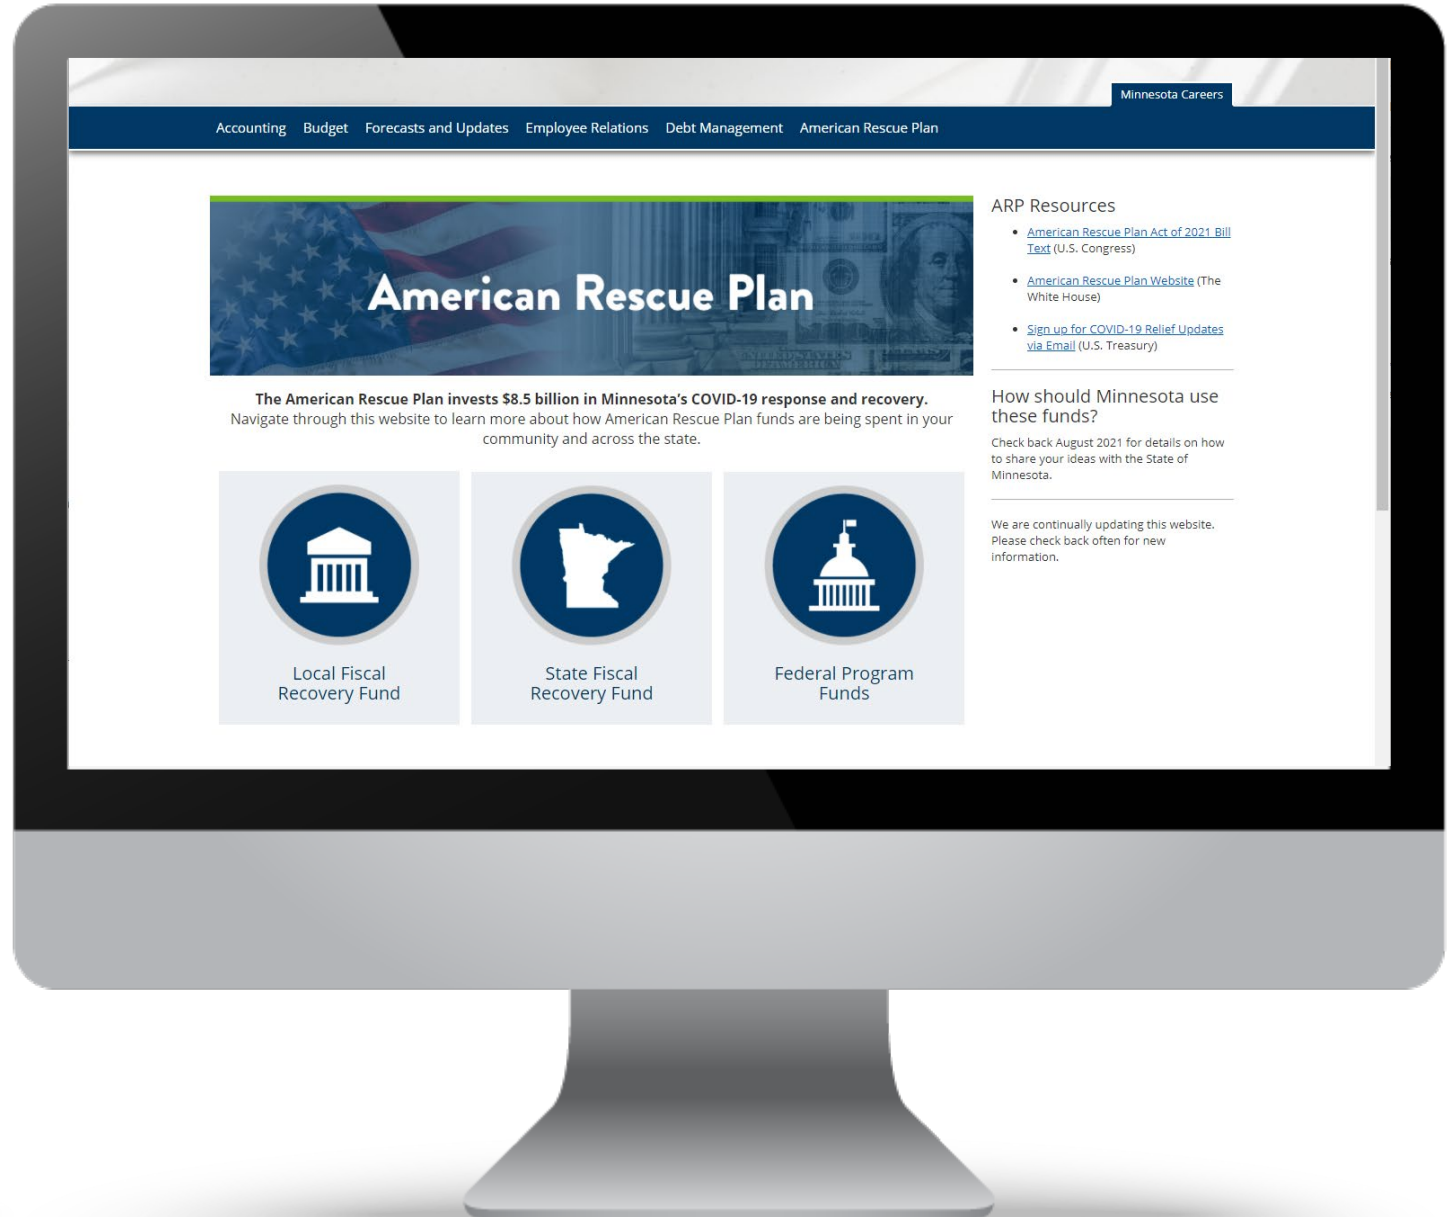 Minnesota Careers
Accounting Budget Forecasts and Updates Employee Relations Debt Management American Rescue Plan
American Rescue Plan
UNITED STATES
OF AMERICA
The American Rescue Plan invests $8.5 billion in Minnesota's COVID-19 response and recovery.
Navigate through this website to learn more about how American Rescue Plan funds are being spent in your
community and across the state.
Local Fiscal
Recovery Fund
State Fiscal
Recovery Fund
Federal Program
Funds
ARP Resources
American Rescue Plan Act of 2021 Bill
Text (U.S. Congress)
American Rescue Plan Website (The
White House)
Sign up for COVID-19 Relief Updates
via Email (U.S. Treasury)
How should Minnesota use
these funds?
Check back August 2021 for details on how
to share your ideas with the State of
Minnesota.
We are continually updating this website.
Please check back often for new
information.